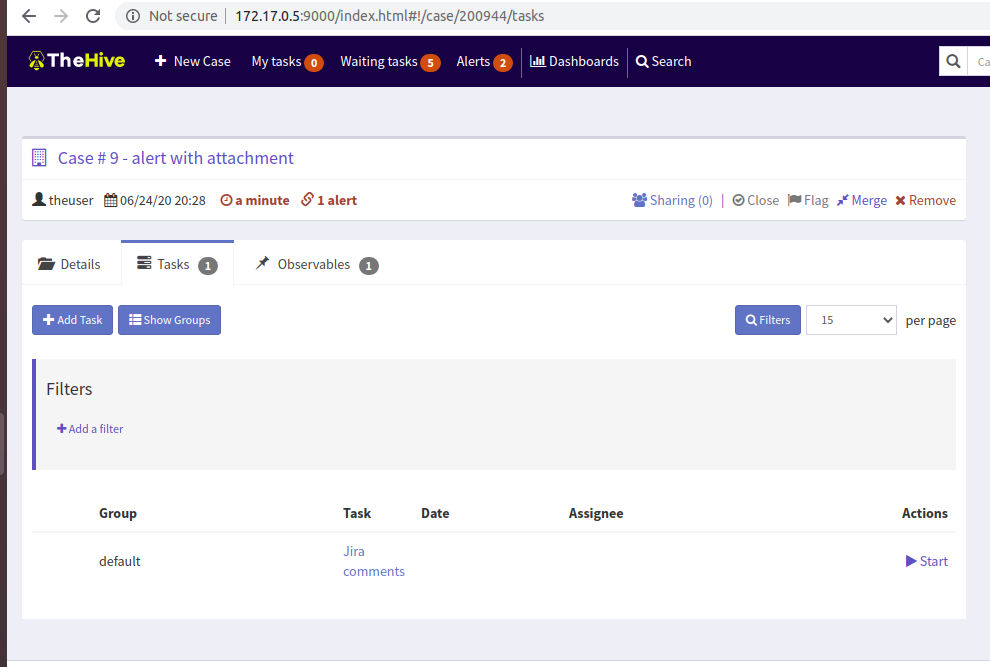 Not secure | 172.17.0.5:9000/index.html#!/case/200944/tasks
TheHive New Case My tasks 0 Waiting tasks 5 Alerts 2 Dashboards Search Ca
Case # 9 - alert with attachment
theuser 06/24/20 20:28 a minute 1 alert Sharing (0) | Close Flag Merge Remove
Details Tasks 1 Observables 1
Add Task Show Groups Filters 15 per page
Filters
Add a filter
Group Task Date Assignee Actions
default Jira comments Start